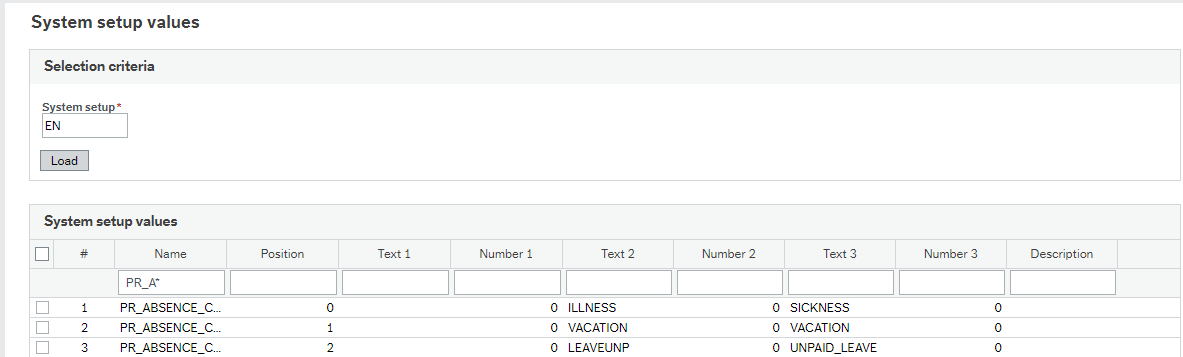 System setup values
Selection criteria
System setup*
EN
Load
System setup values
# Name Position Text 1 Number 1 Text 2 Number 2 Text 3 Number 3 Description
PR_A*
1 PR_ABSENCE_C... 0 0 ILLNESS 0 SICKNESS 0
2 PR_ABSENCE_C... 1 0 VACATION 0 VACATION 0
3 PR_ABSENCE_C... 2 0 LEAVEUNP 0 UNPAID_LEAVE 0